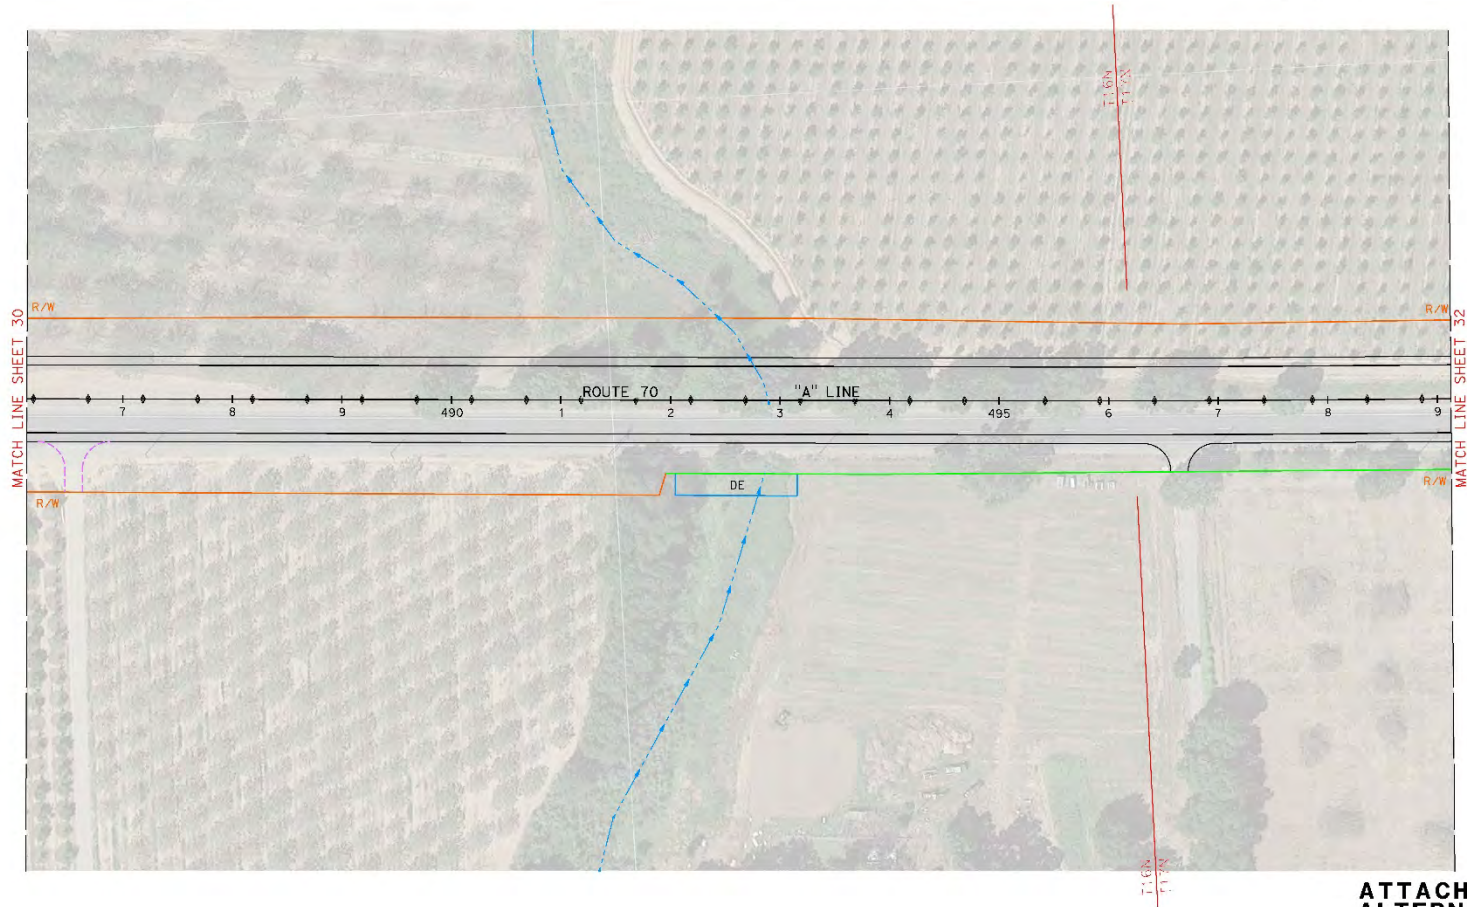 T16N
T17N
R/W
R/W
MATCH LINE SHEET 30
MATCH LINE SHEET 32
ROUTE 70
"A" LINE
7
8
9
490
1
2
3
4
495
6
7
8
9
DE
R/W
R/W
T16N
T17N
ATTACH